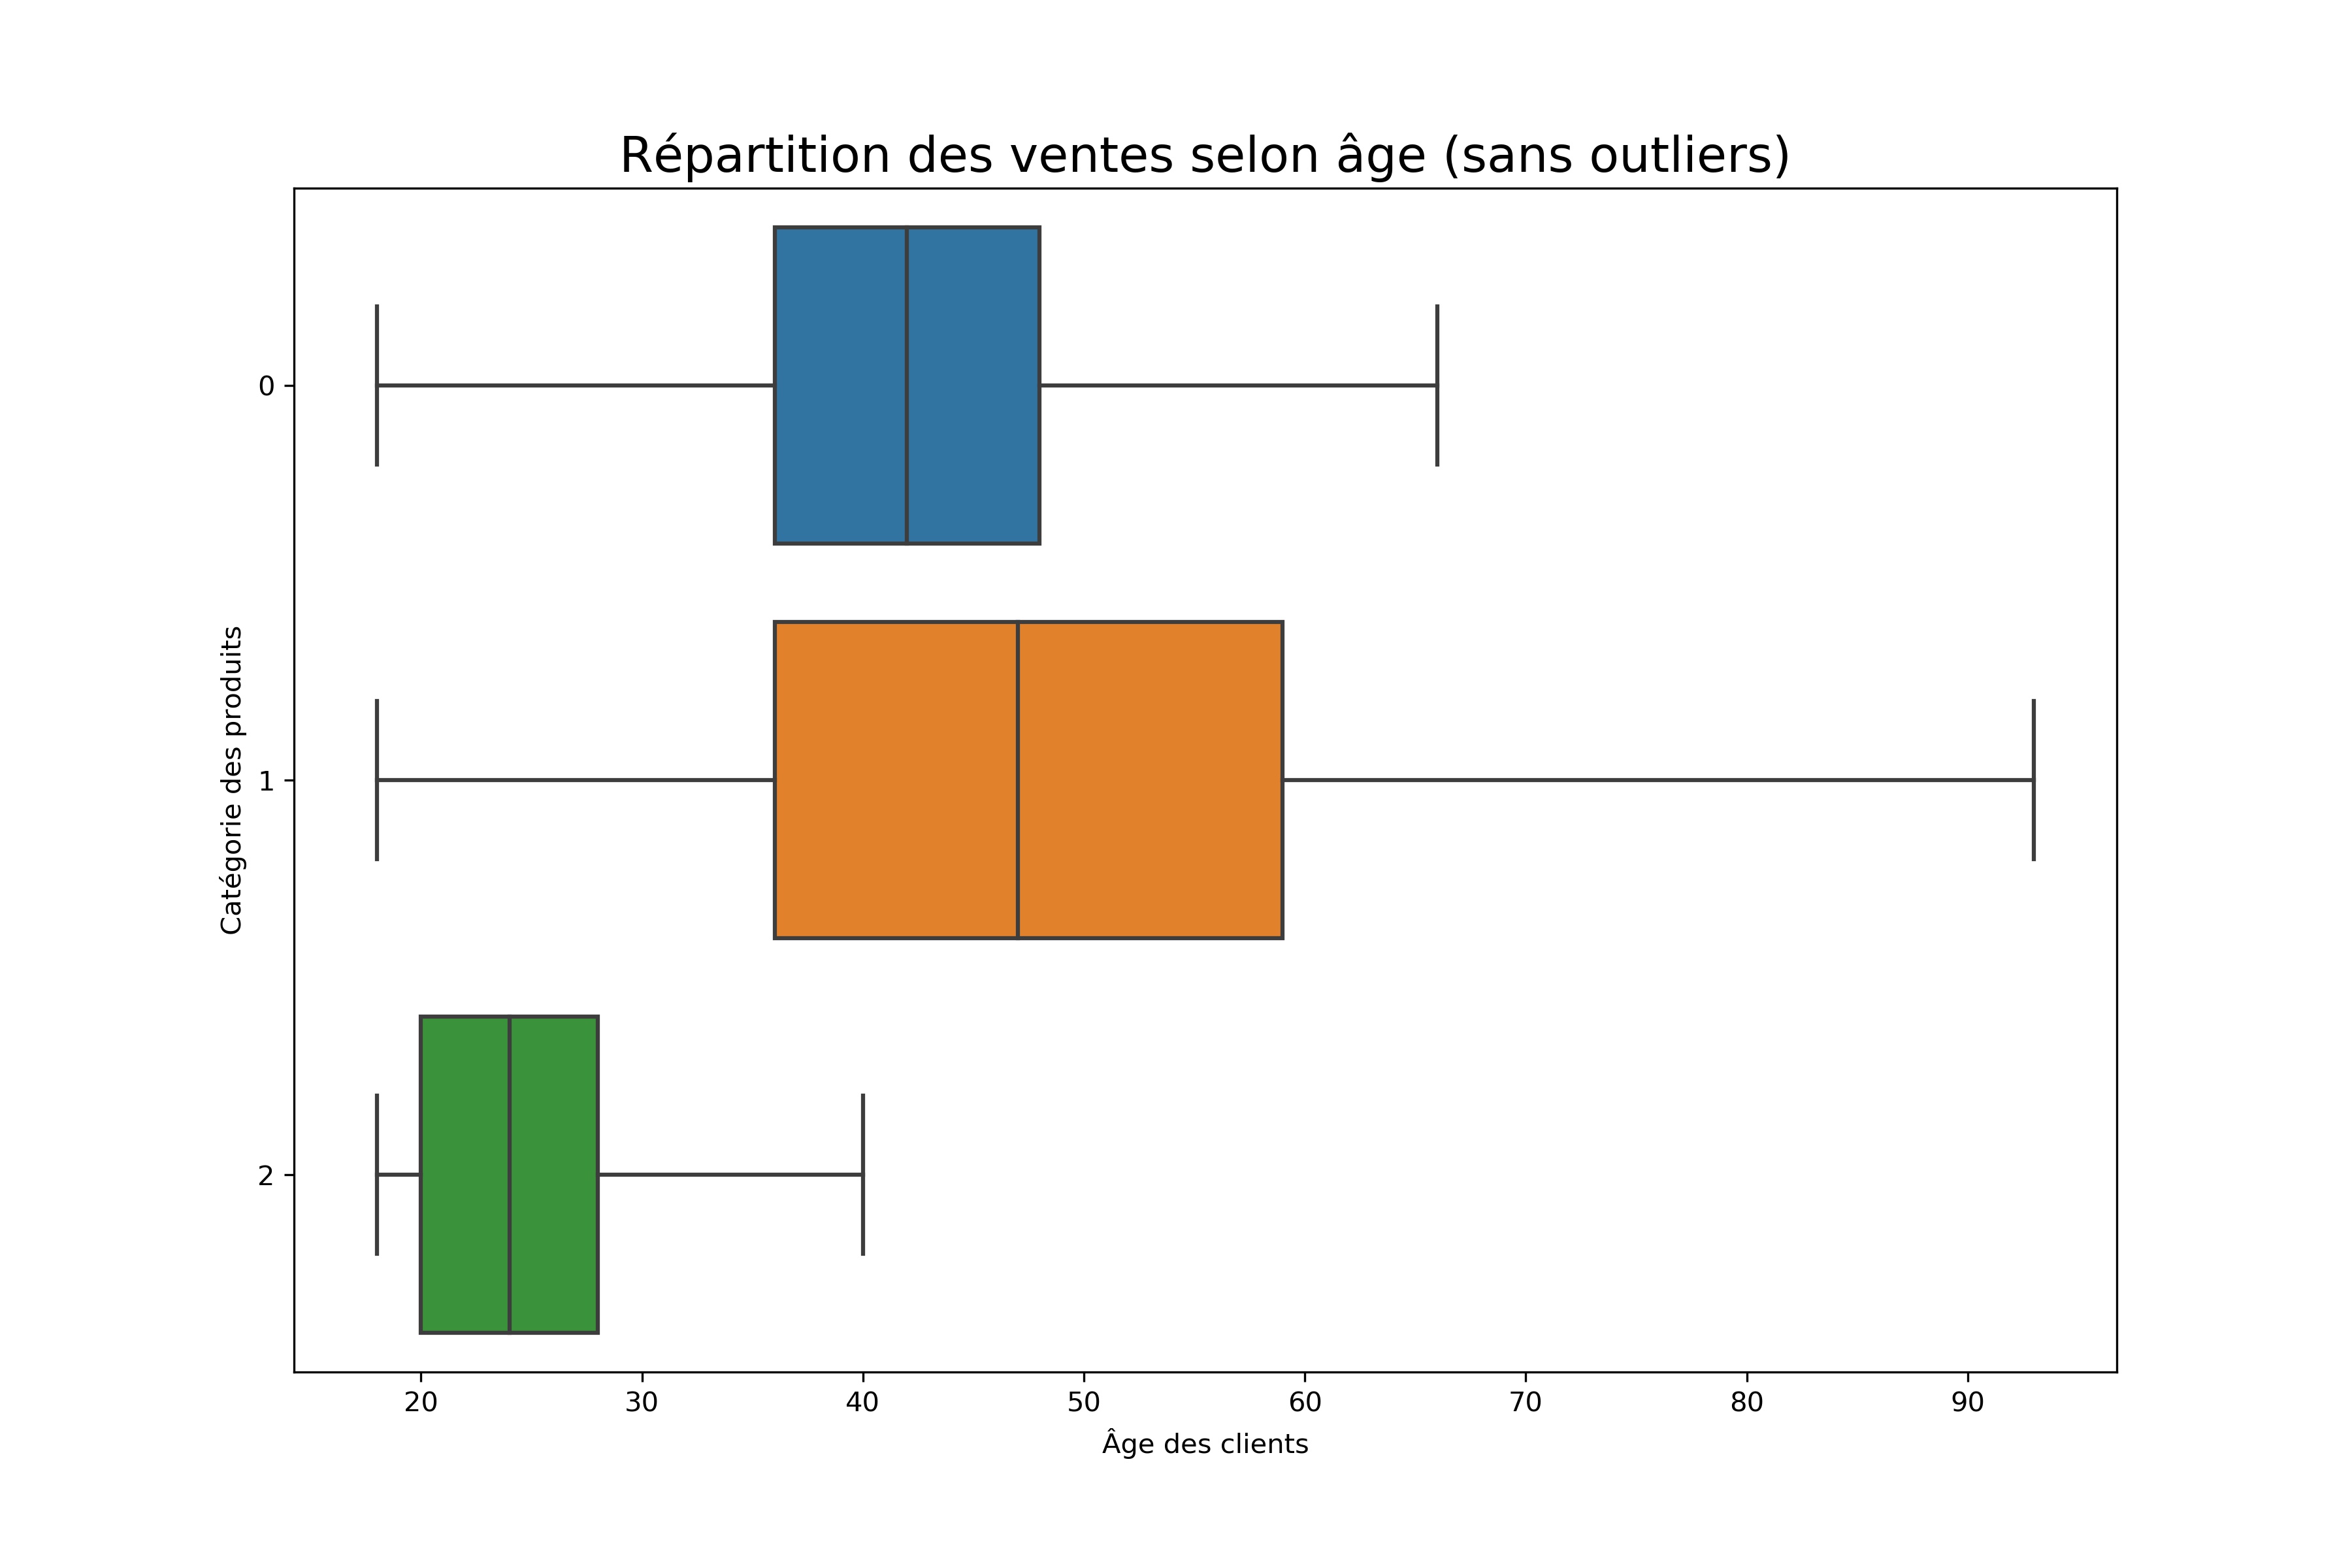 Répartition des ventes selon âge (sans outliers)
Catégorie des produits
0
1
2
20 30 40 50 60 70 80 90
Âge des clients